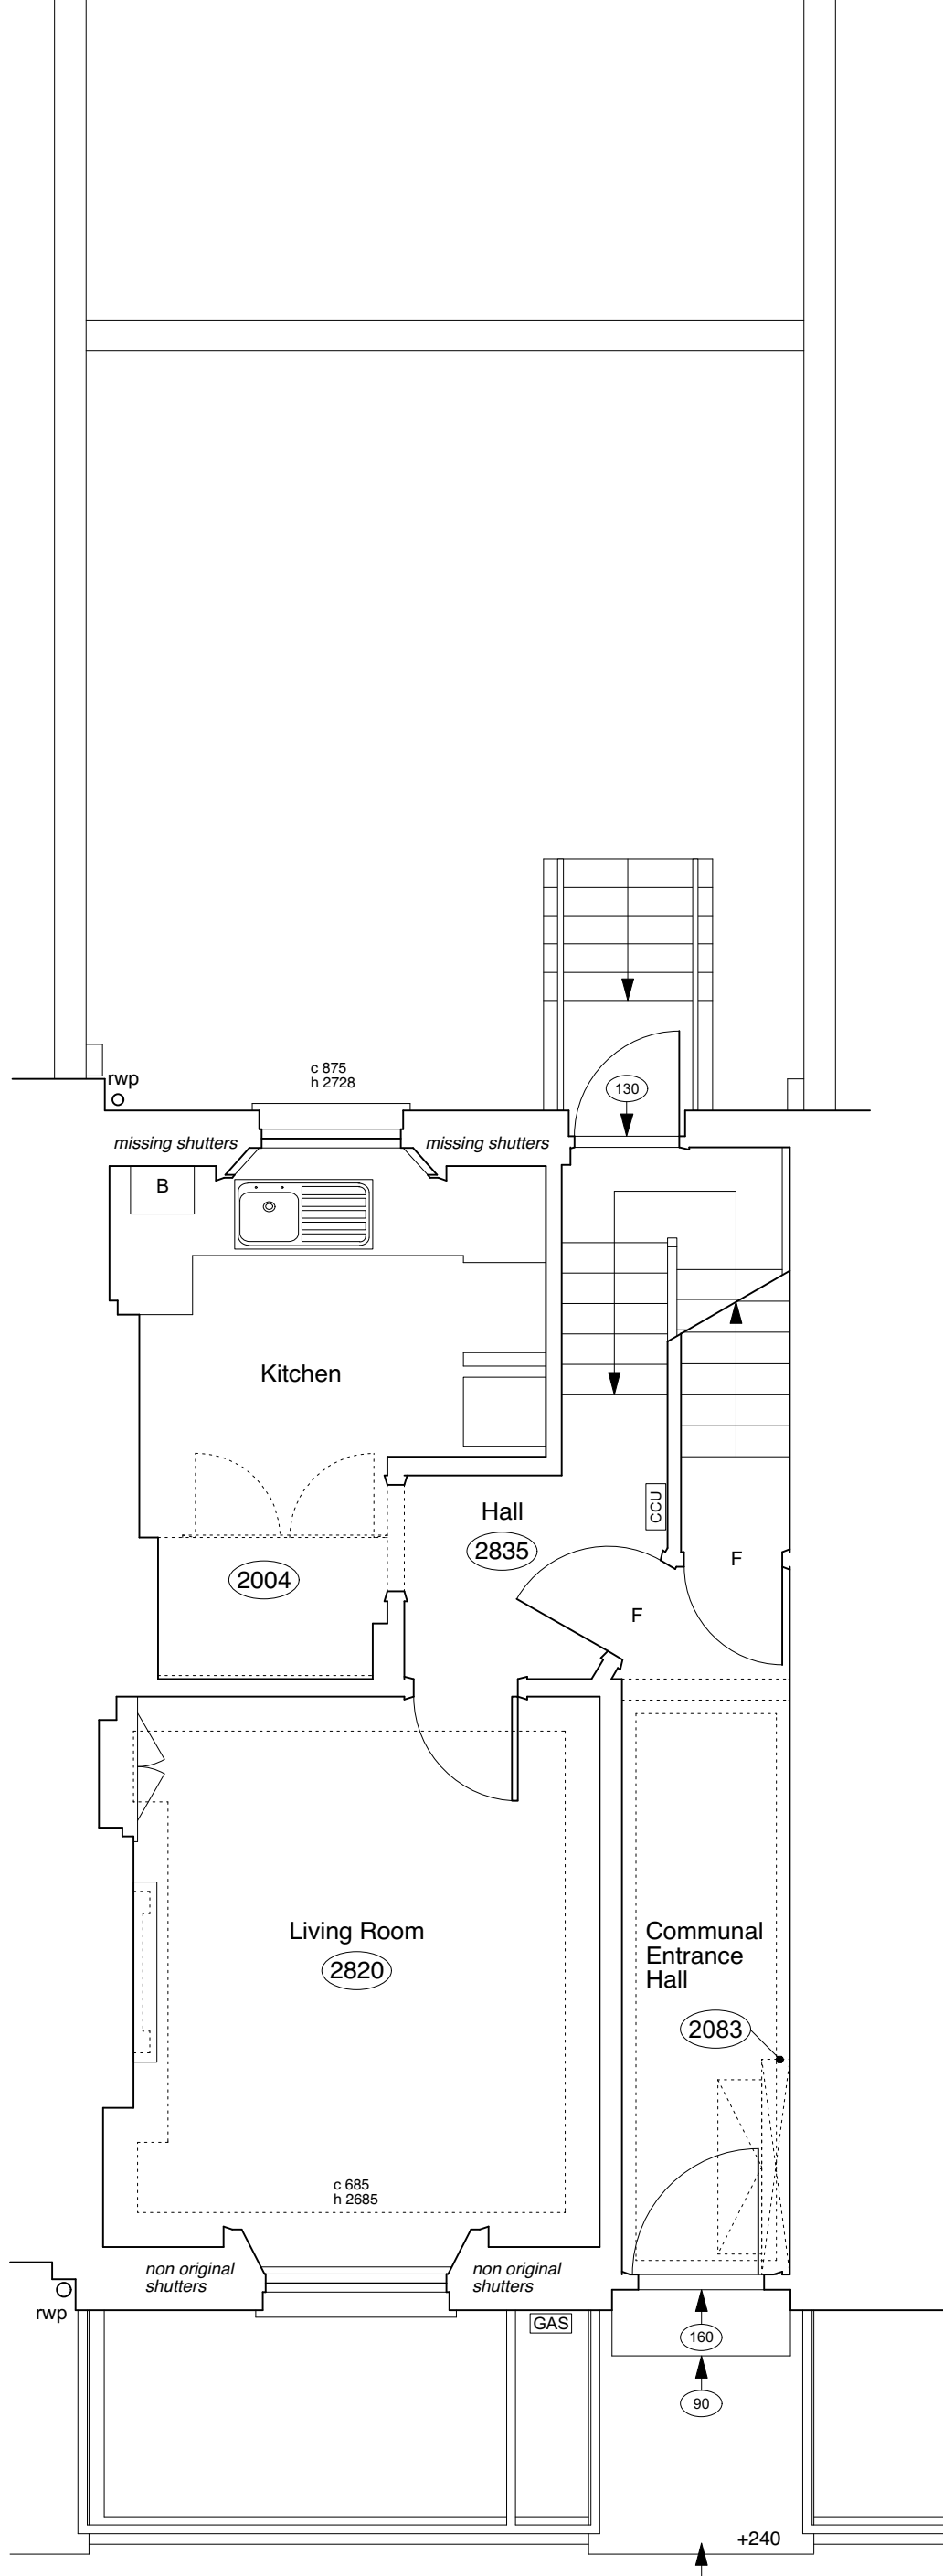 rwp
c 875
h 2728
130
missing shutters
missing shutters
B
Kitchen
Hall
2835
CCU
F
2004
F
Living Room
2820
Communal
Entrance
Hall
2083
c 685
h 2685
non original
shutters
non original
shutters
rwp
GAS
160
90
+240